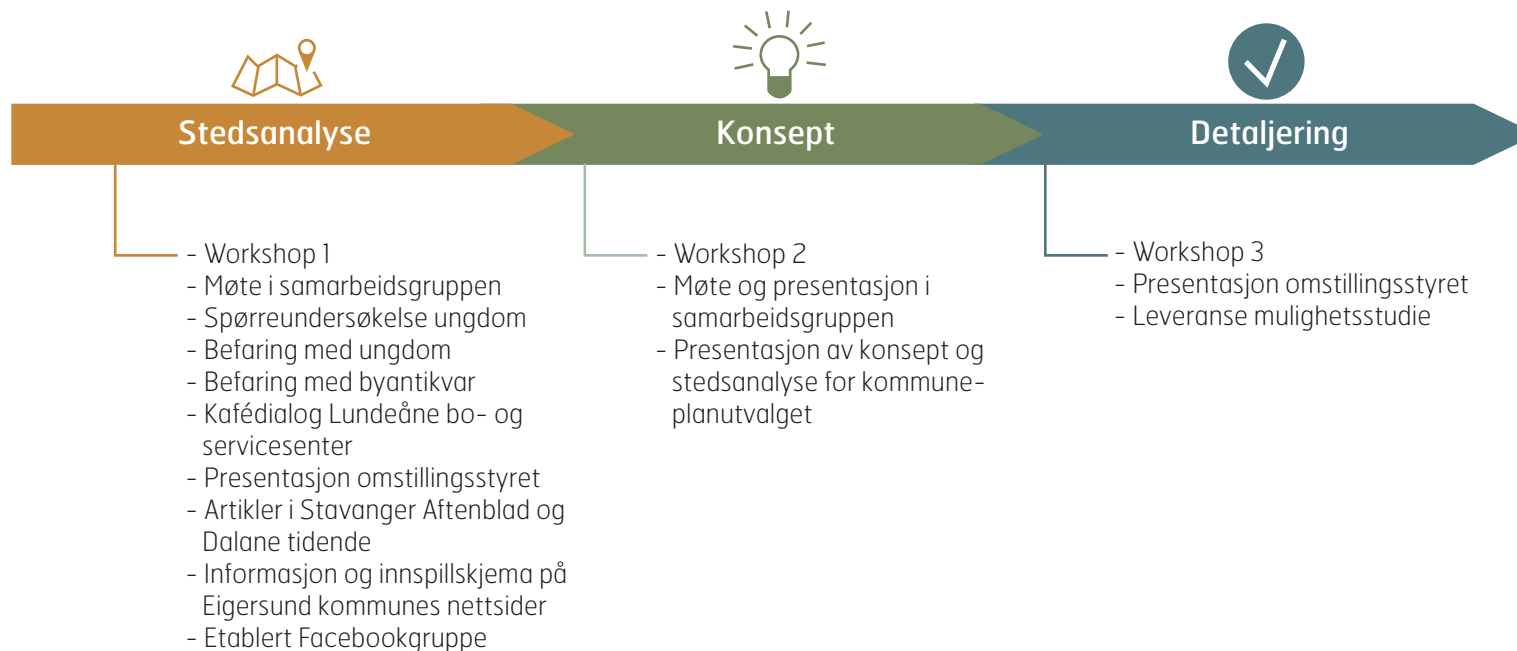 Stedsanalyse
Konsept
Detaljering
- Workshop 1
- Møte i samarbeidsgruppen
- Spørreundersøkelse ungdom
- Befaring med ungdom
- Befaring med byantikvar
- Kafédialog Lundeåne bo- og
servicesenter
- Presentasjon omstillingsstyret
- Artikler i Stavanger Aftenblad og
Dalane tidende
- Informasjon og innspillskjema på
Eigersund kommunes nettsider
- Etablert Facebookgruppe
- Workshop 2
- Møte og presentasjon i
samarbeidsgruppen
- Presentasjon av konsept og
stedsanalyse for kommune-
planutvalget
- Workshop 3
- Presentasjon omstillingsstyret
- Leveranse mulighetsstudie